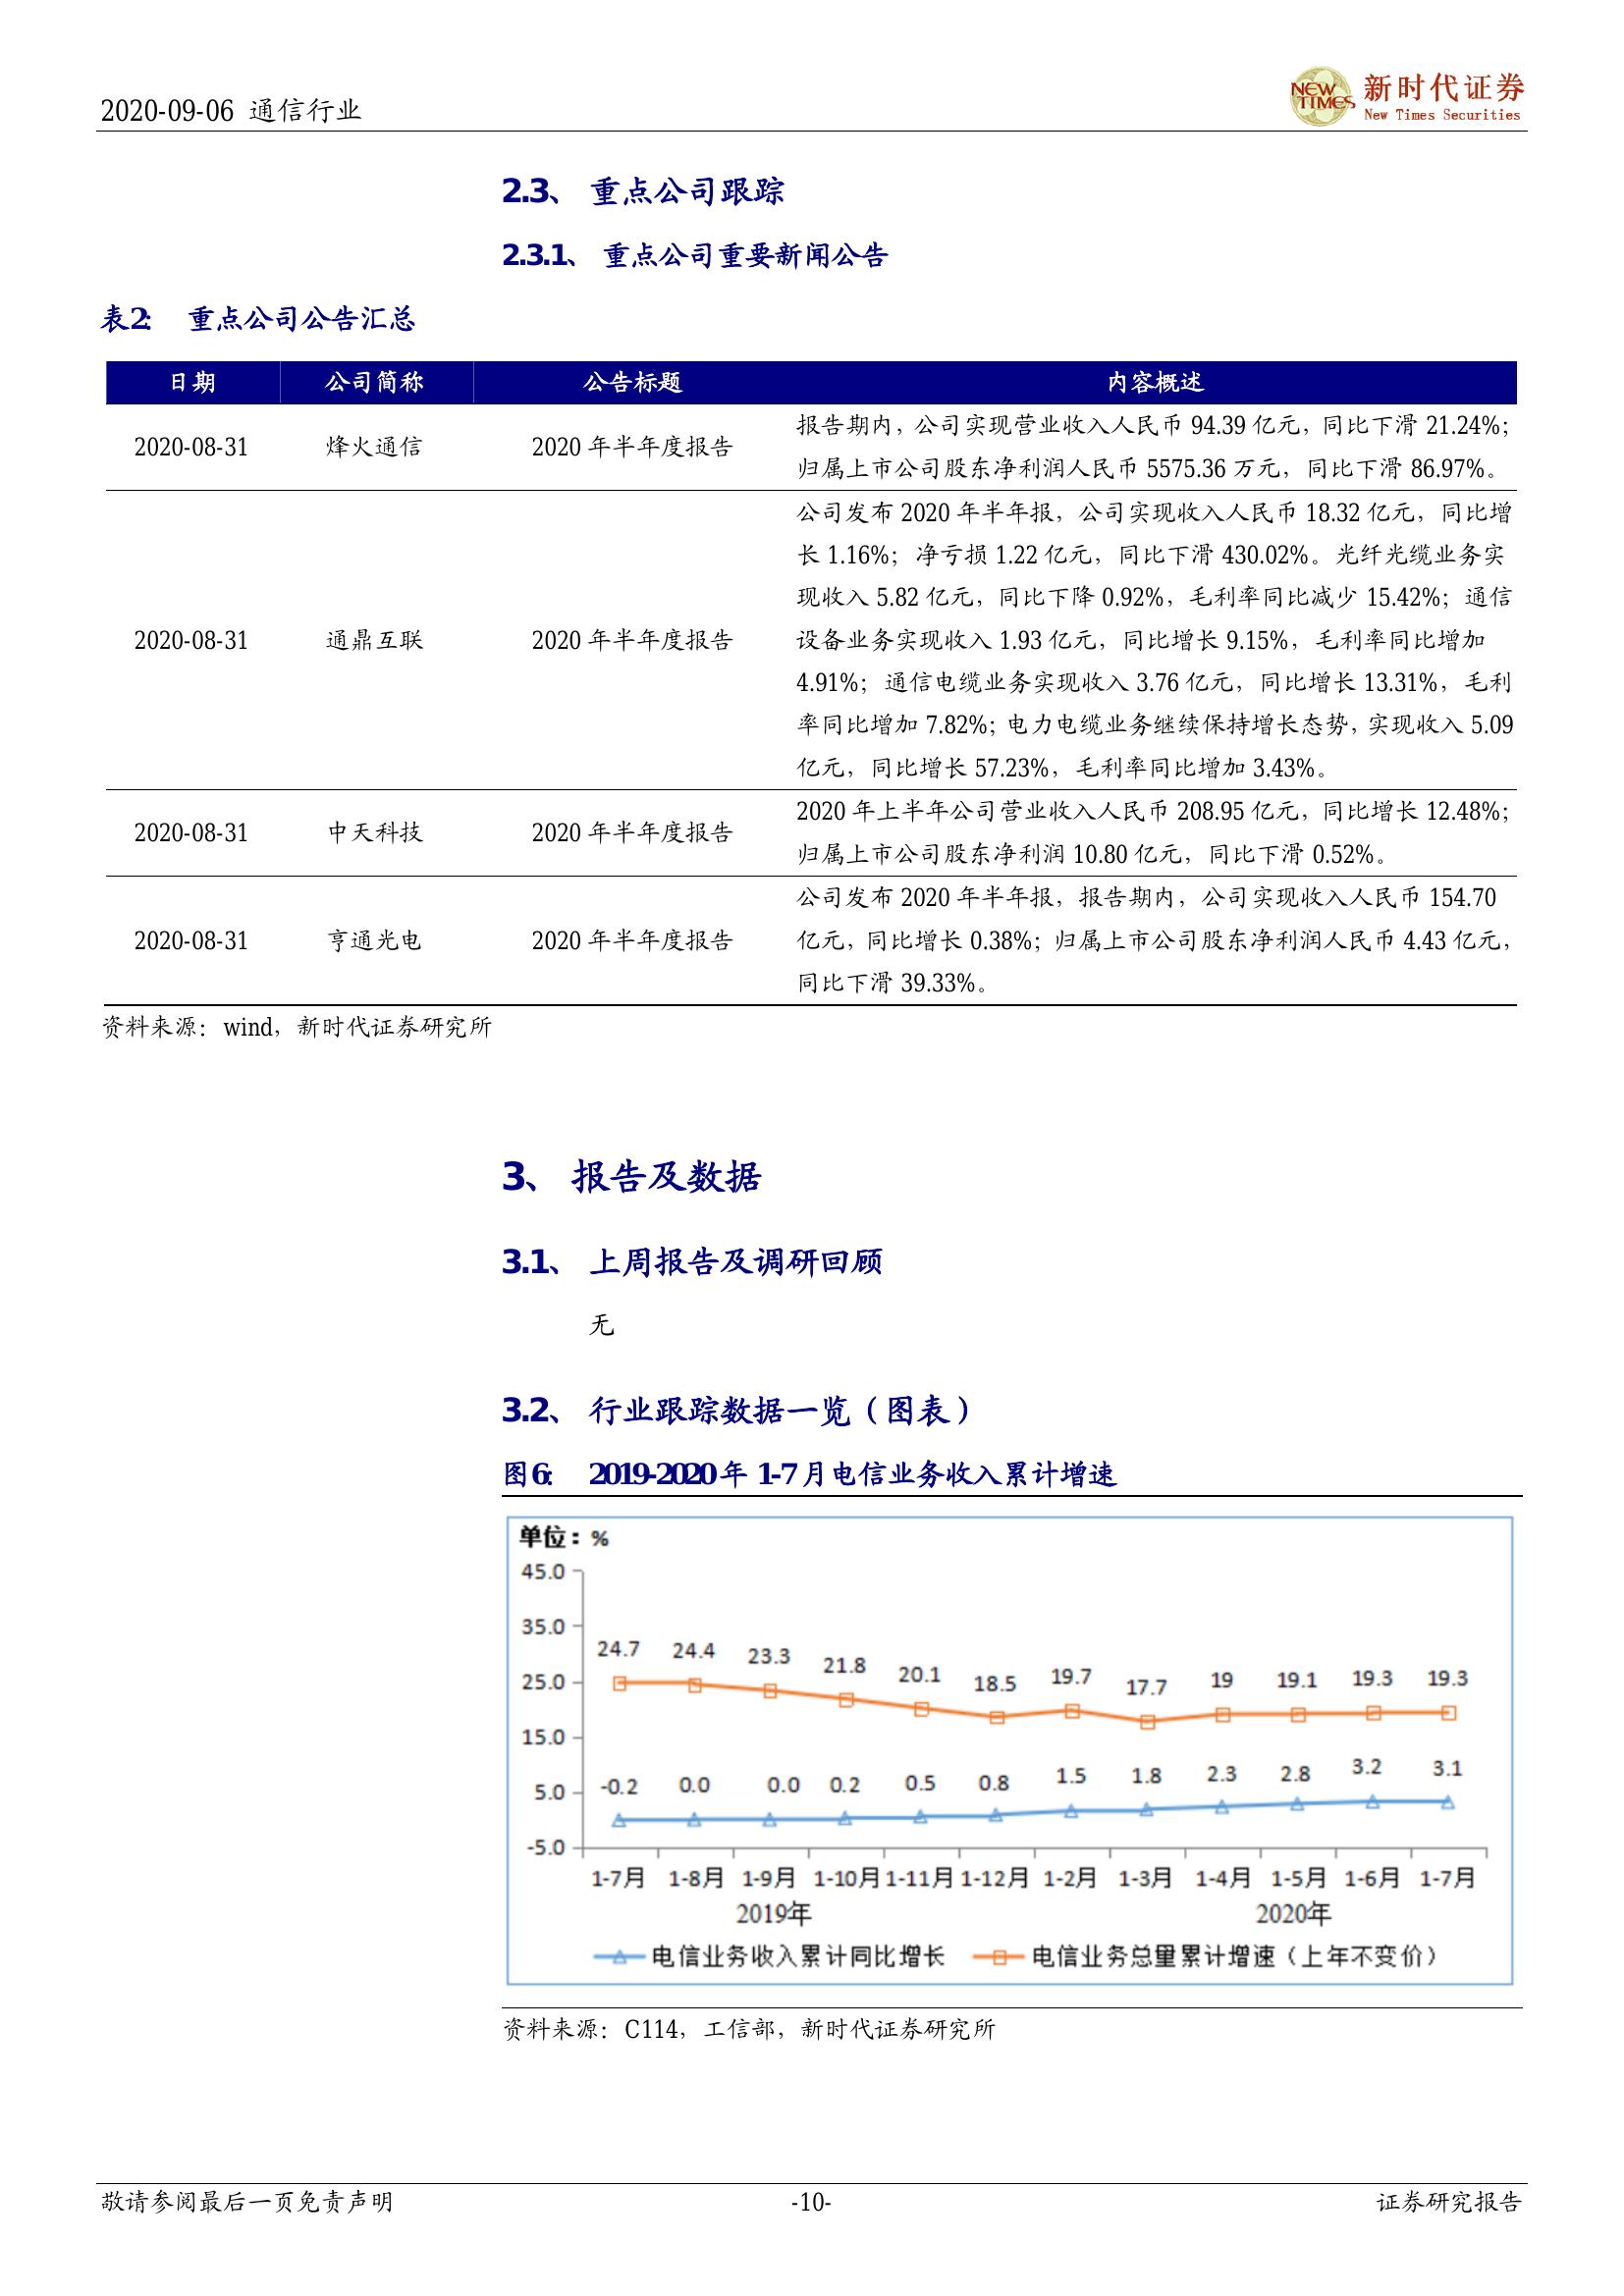 2020-09-06 通信行业
NEW TIMES
新时代证券
New Times Securities
2.3、 重点公司跟踪
2.3.1、 重点公司重要新闻公告
表2: 重点公司公告汇总
日期 公司简称 公告标题 内容概述
2020-08-31 烽火通信 2020 年半年度报告
报告期内，公司实现营业收入人民币 94.39 亿元，同比下滑 21.24%；
归属上市公司股东净利润人民币 5575.36 万元，同比下滑 86.97%。
2020-08-31 通鼎互联 2020 年半年度报告
公司发布 2020 年半年报，公司实现收入人民币 18.32 亿元，同比增
长 1.16%；净亏损 1.22 亿元，同比下滑 430.02%。光纤光缆业务实
现收入 5.82 亿元，同比下降 0.92%，毛利率同比减少 15.42%；通信
设备业务实现收入 1.93 亿元，同比增长 9.15%，毛利率同比增加
4.91%；通信电缆业务实现收入 3.76 亿元，同比增长 13.31%，毛利
率同比增加 7.82%；电力电缆业务继续保持增长态势，实现收入 5.09
亿元，同比增长 57.23%，毛利率同比增加 3.43%。
2020-08-31 中天科技 2020 年半年度报告
2020 年上半年公司营业收入人民币 208.95 亿元，同比增长 12.48%；
归属上市公司股东净利润 10.80 亿元，同比下滑 0.52%。
2020-08-31 亨通光电 2020 年半年度报告
公司发布 2020 年半年报，报告期内，公司实现收入人民币 154.70
亿元，同比增长 0.38%；归属上市公司股东净利润人民币 4.43 亿元，
同比下滑 39.33%。
资料来源：wind，新时代证券研究所
3、 报告及数据
3.1、 上周报告及调研回顾
无
3.2、 行业跟踪数据一览（图表）
图6: 2019-2020年 1-7月电信业务收入累计增速
单位：%
45.0
35.0
25.0
15.0
5.0
-5.0
24.7 24.4 23.3 21.8 20.1 18.5 19.7 17.7 19 19.1 19.3 19.3
-0.2 0.0 0.0 0.2 0.5 0.8 1.5 1.8 2.3 2.8 3.2 3.1
1-7月 1-8月 1-9月 1-10月 1-11月 1-12月 1-2月 1-3月 1-4月 1-5月 1-6月 1-7月
2019年 2020年
电信业务收入累计同比增长 电信业务总量累计增速（上年不变价）
资料来源：C114，工信部，新时代证券研究所
敬请参阅最后一页免责声明 -10- 证券研究报告